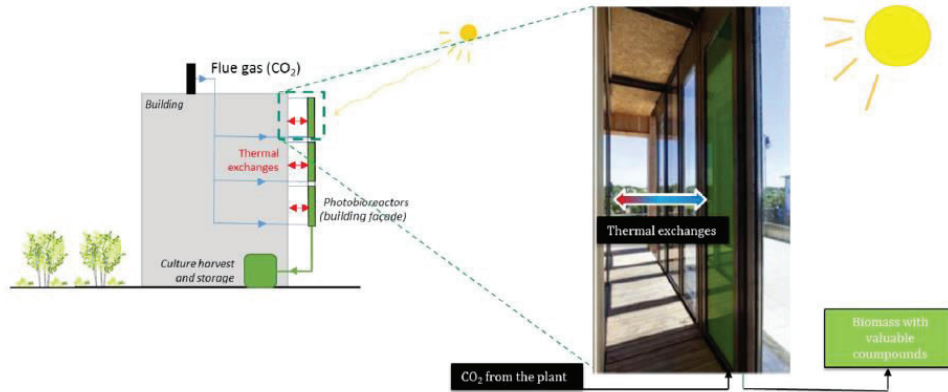 Flue gas (CO₂)
Building
Thermal
exchanges
Photobioreactors
(building façade)
Culture harvest
and storage
Thermal exchanges
CO₂ from the plant
Biomass with
valuable
coumpounds